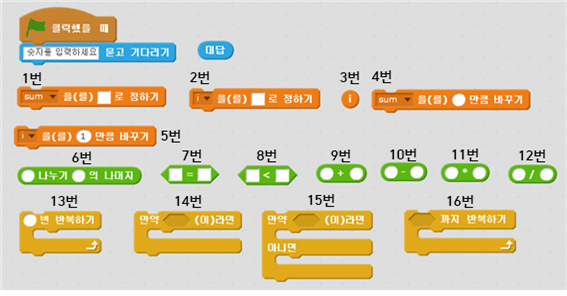 클릭했을 때
숫자를 입력하세요 묻고 기다리기 대답
1번 2번 3번 4번
sum 을(를) 로 정하기 i 을(를) 로 정하기 i sum 을(를) 만큼 바꾸기
i 을(를) 1 만큼 바꾸기 5번
6번 7번 8번 9번 10번 11번 12번
나누기 의 나머지 = < + - * /
13번 14번 15번 16번
번 반복하기 만약 (이)라면 만약 (이)라면 까지 반복하기
아니면